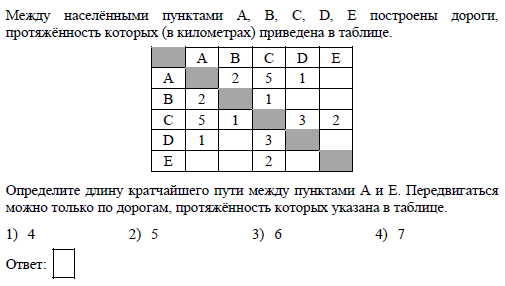 Между населёнными пунктами A, B, C, D, E построены дороги,
протяжённость которых (в километрах) приведена в таблице.
A B C D E
A 2 5 1
B 2 1
C 5 1 3 2
D 1 3
E 2
Определите длину кратчайшего пути между пунктами A и E. Передвигаться
можно только по дорогам, протяжённость которых указана в таблице.
1) 4 2) 5 3) 6 4) 7
Ответ: